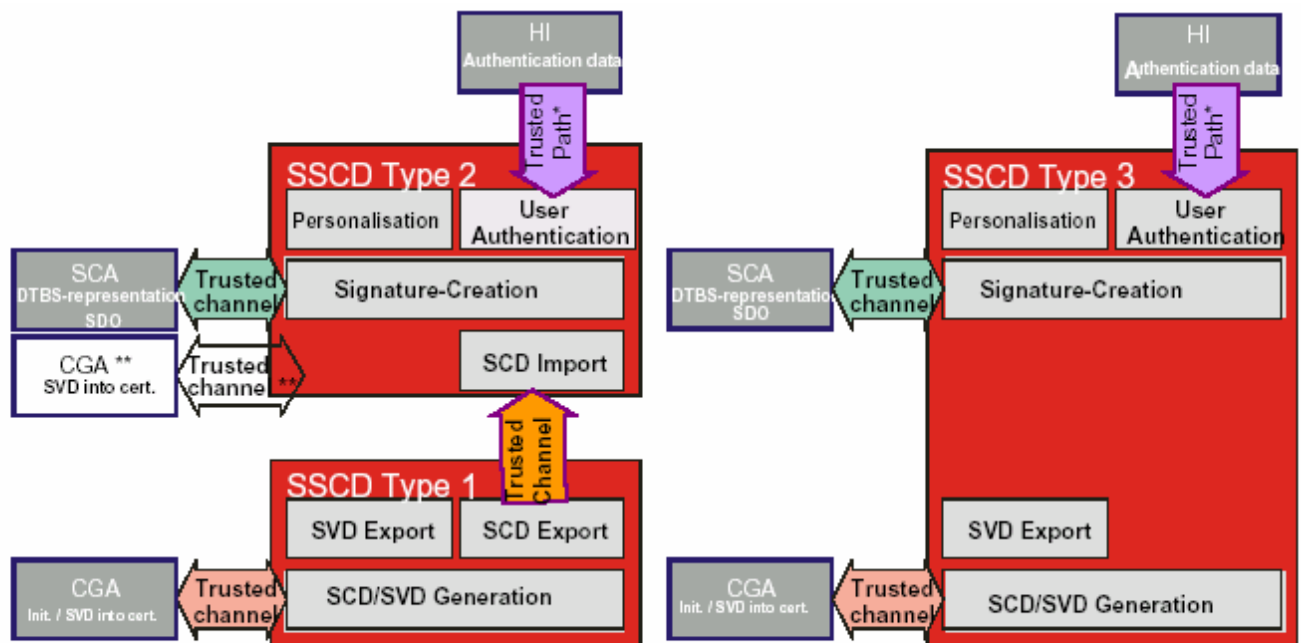 HI
Authentication data
Trusted
Path*
SSCD Type 2
Personalisation
User
Authentication
SCA
DTBS-representation
SDO
Trusted
channel
Signature-Creation
CGA **
SVD into cert.
Trusted
channel **
SCD Import
Trusted
Channel
SSCD Type 1
SVD Export
SCD Export
CGA
Init. / SVD into cert.
Trusted
channel
SCD/SVD Generation
HI
Authentication data
Trusted
Path*
SSCD Type 3
Personalisation
User
Authentication
SCA
DTBS-representation
SDO
Trusted
channel
Signature-Creation
SVD Export
CGA
Init. / SVD into cert.
Trusted
channel
SCD/SVD Generation